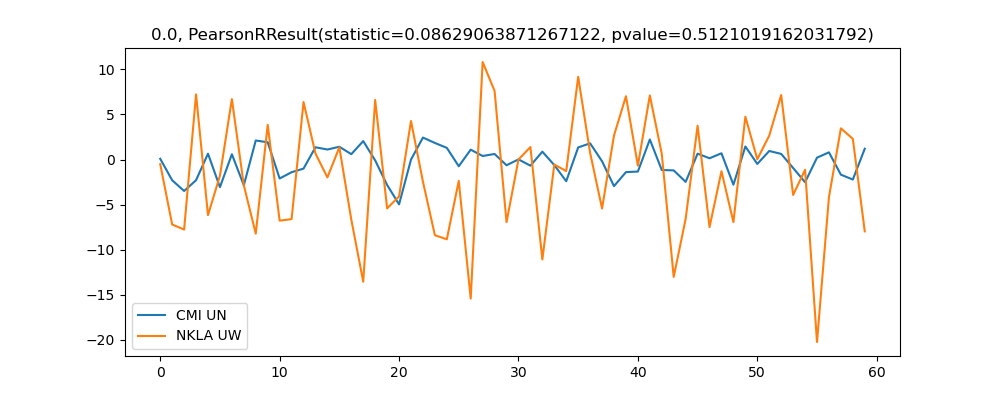 0.0, PearsonRResult(statistic=0.08629063871267122, pvalue=0.5121019162031792)
10
5
0
−5
−10
−15
−20
CMI UN
NKLA UW
0 10 20 30 40 50 60